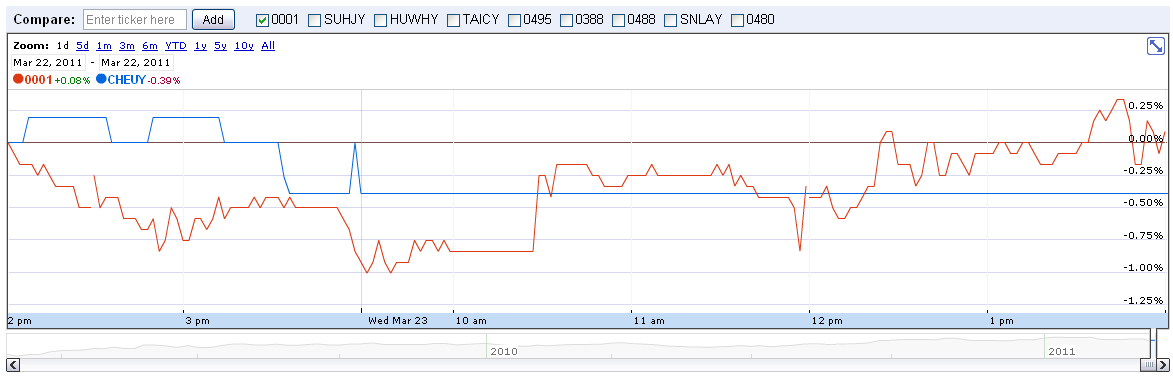 Compare: Enter ticker here Add 0001 SUHJY HUWHY TAICY 0495 0388 0488 SNLAY 0480
Zoom: 1d 5d 1m 3m 6m YTD 1y 5y 10y All
Mar 22, 2011 - Mar 22, 2011
0001 +0.08% CHEUY -0.39%
0.25%
0.00%
-0.25%
-0.50%
-0.75%
-1.00%
-1.25%
2 pm 3 pm Wed Mar 23 10 am 11 am 12 pm 1 pm
2010 2011